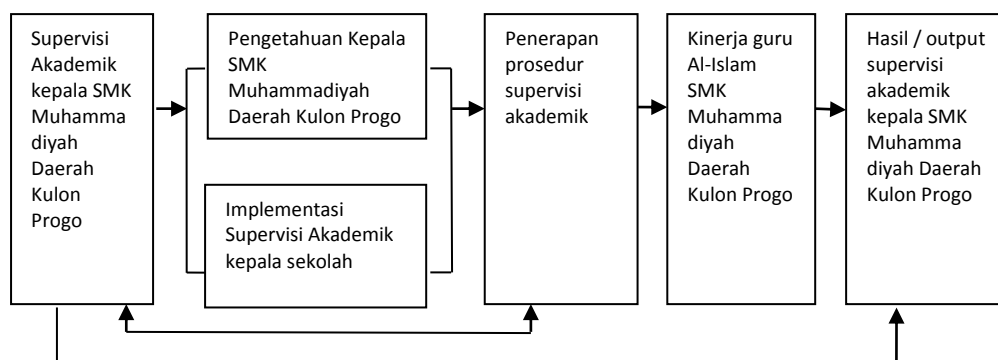 Supervisi
Akademik
kepala SMK
Muhamma
diyah
Daerah
Kulon
Progo
Pengetahuan Kepala
SMK
Muhammadiyah
Daerah Kulon Progo
Implementasi
Supervisi Akademik
kepala sekolah
Penerapan
prosedur
supervisi
akademik
Kinerja guru
Al-Islam
SMK
Muhamma
diyah
Daerah
Kulon Progo
Hasil / output
supervisi
akademik
kepala SMK
Muhamma
diyah Daerah
Kulon Progo